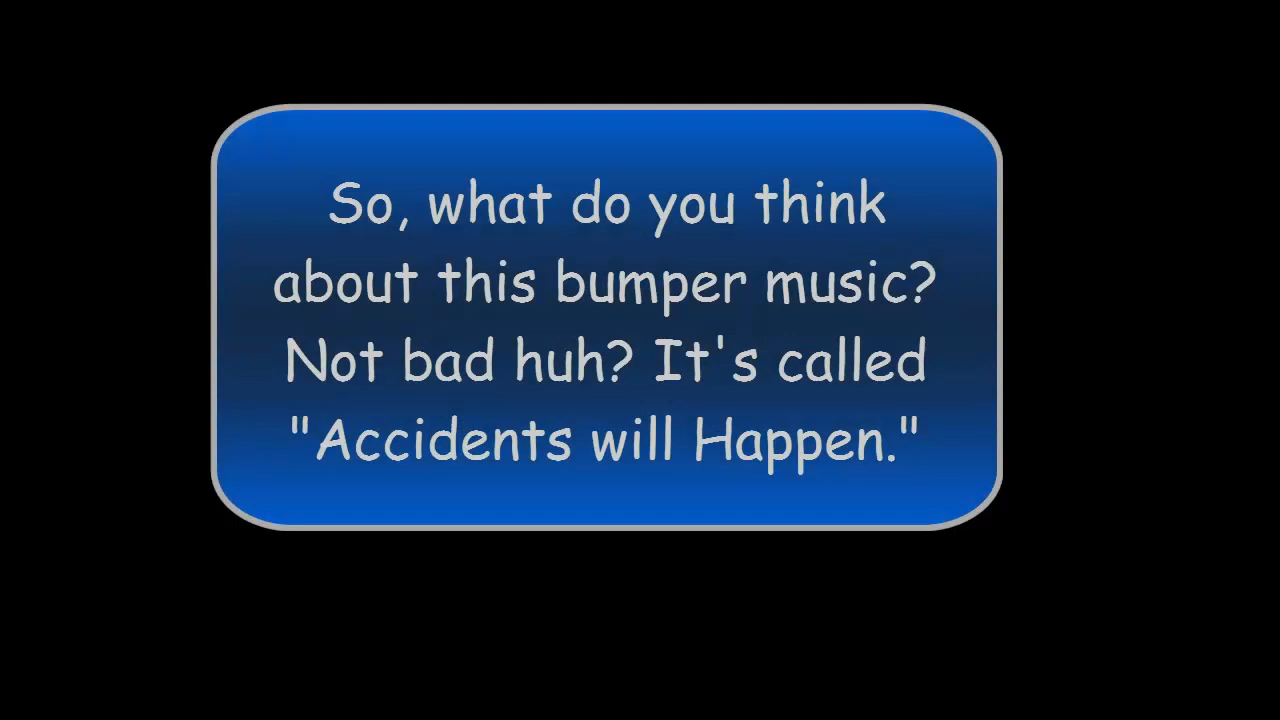 So, what do you think
about this bumper music?
Not bad huh? It's called
"Accidents will Happen."